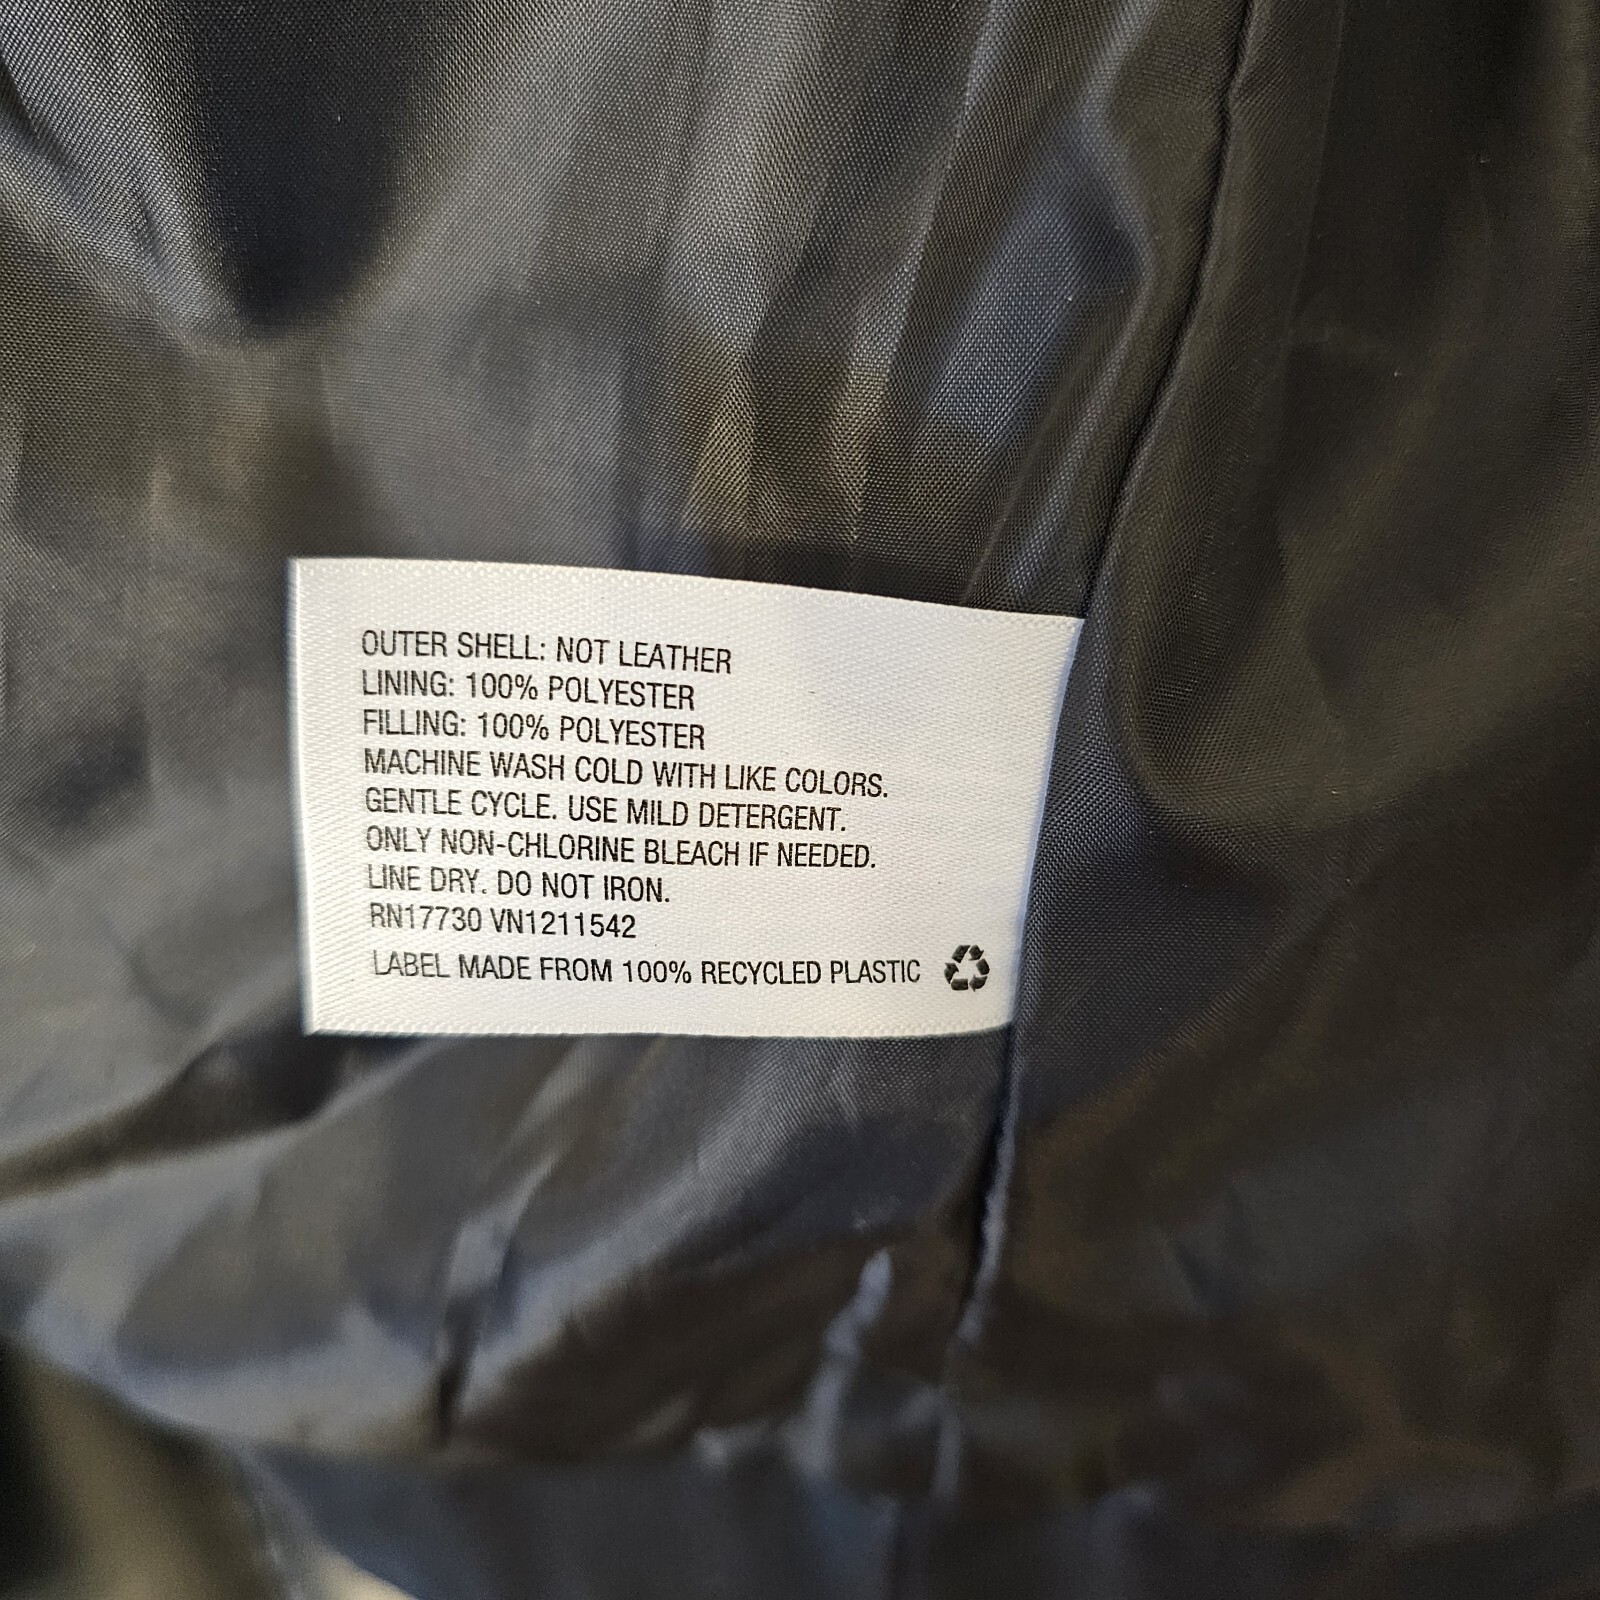 OUTER SHELL: NOT LEATHER
LINING: 100% POLYESTER
FILLING: 100% POLYESTER
MACHINE WASH COLD WITH LIKE COLORS.
GENTLE CYCLE. USE MILD DETERGENT.
ONLY NON-CHLORINE BLEACH IF NEEDED.
LINE DRY. DO NOT IRON.
RN17730 VN1211542
LABEL MADE FROM 100% RECYCLED PLASTIC